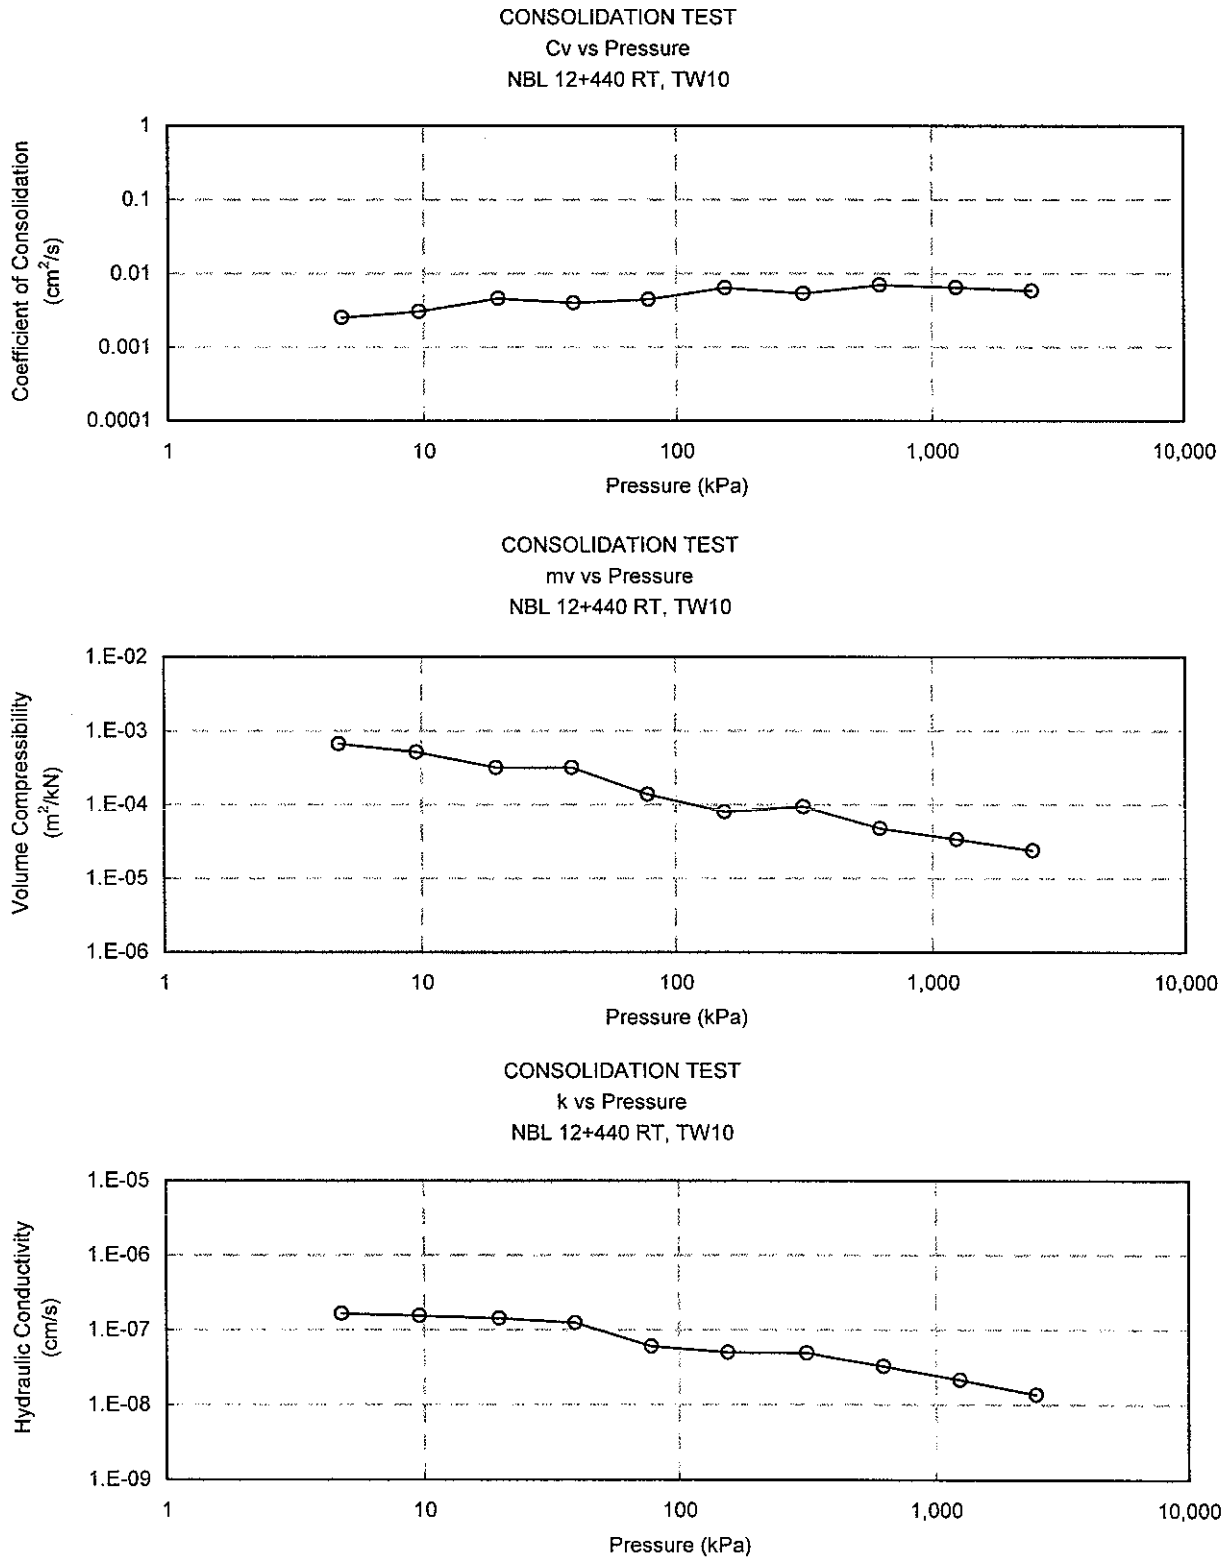 CONSOLIDATION TEST
Cv vs Pressure
NBL 12+440 RT, TW10
Coefficient of Consolidation
(cm²/s)
1
0.1
0.01
0.001
0.0001
1
10
100
1,000
10,000
Pressure (kPa)
CONSOLIDATION TEST
mv vs Pressure
NBL 12+440 RT, TW10
Volume Compressibility
(m²/kN)
1.E-02
1.E-03
1.E-04
1.E-05
1.E-06
1
10
100
1,000
10,000
Pressure (kPa)
CONSOLIDATION TEST
k vs Pressure
NBL 12+440 RT, TW10
Hydraulic Conductivity
(cm/s)
1.E-05
1.E-06
1.E-07
1.E-08
1.E-09
1
10
100
1,000
10,000
Pressure (kPa)